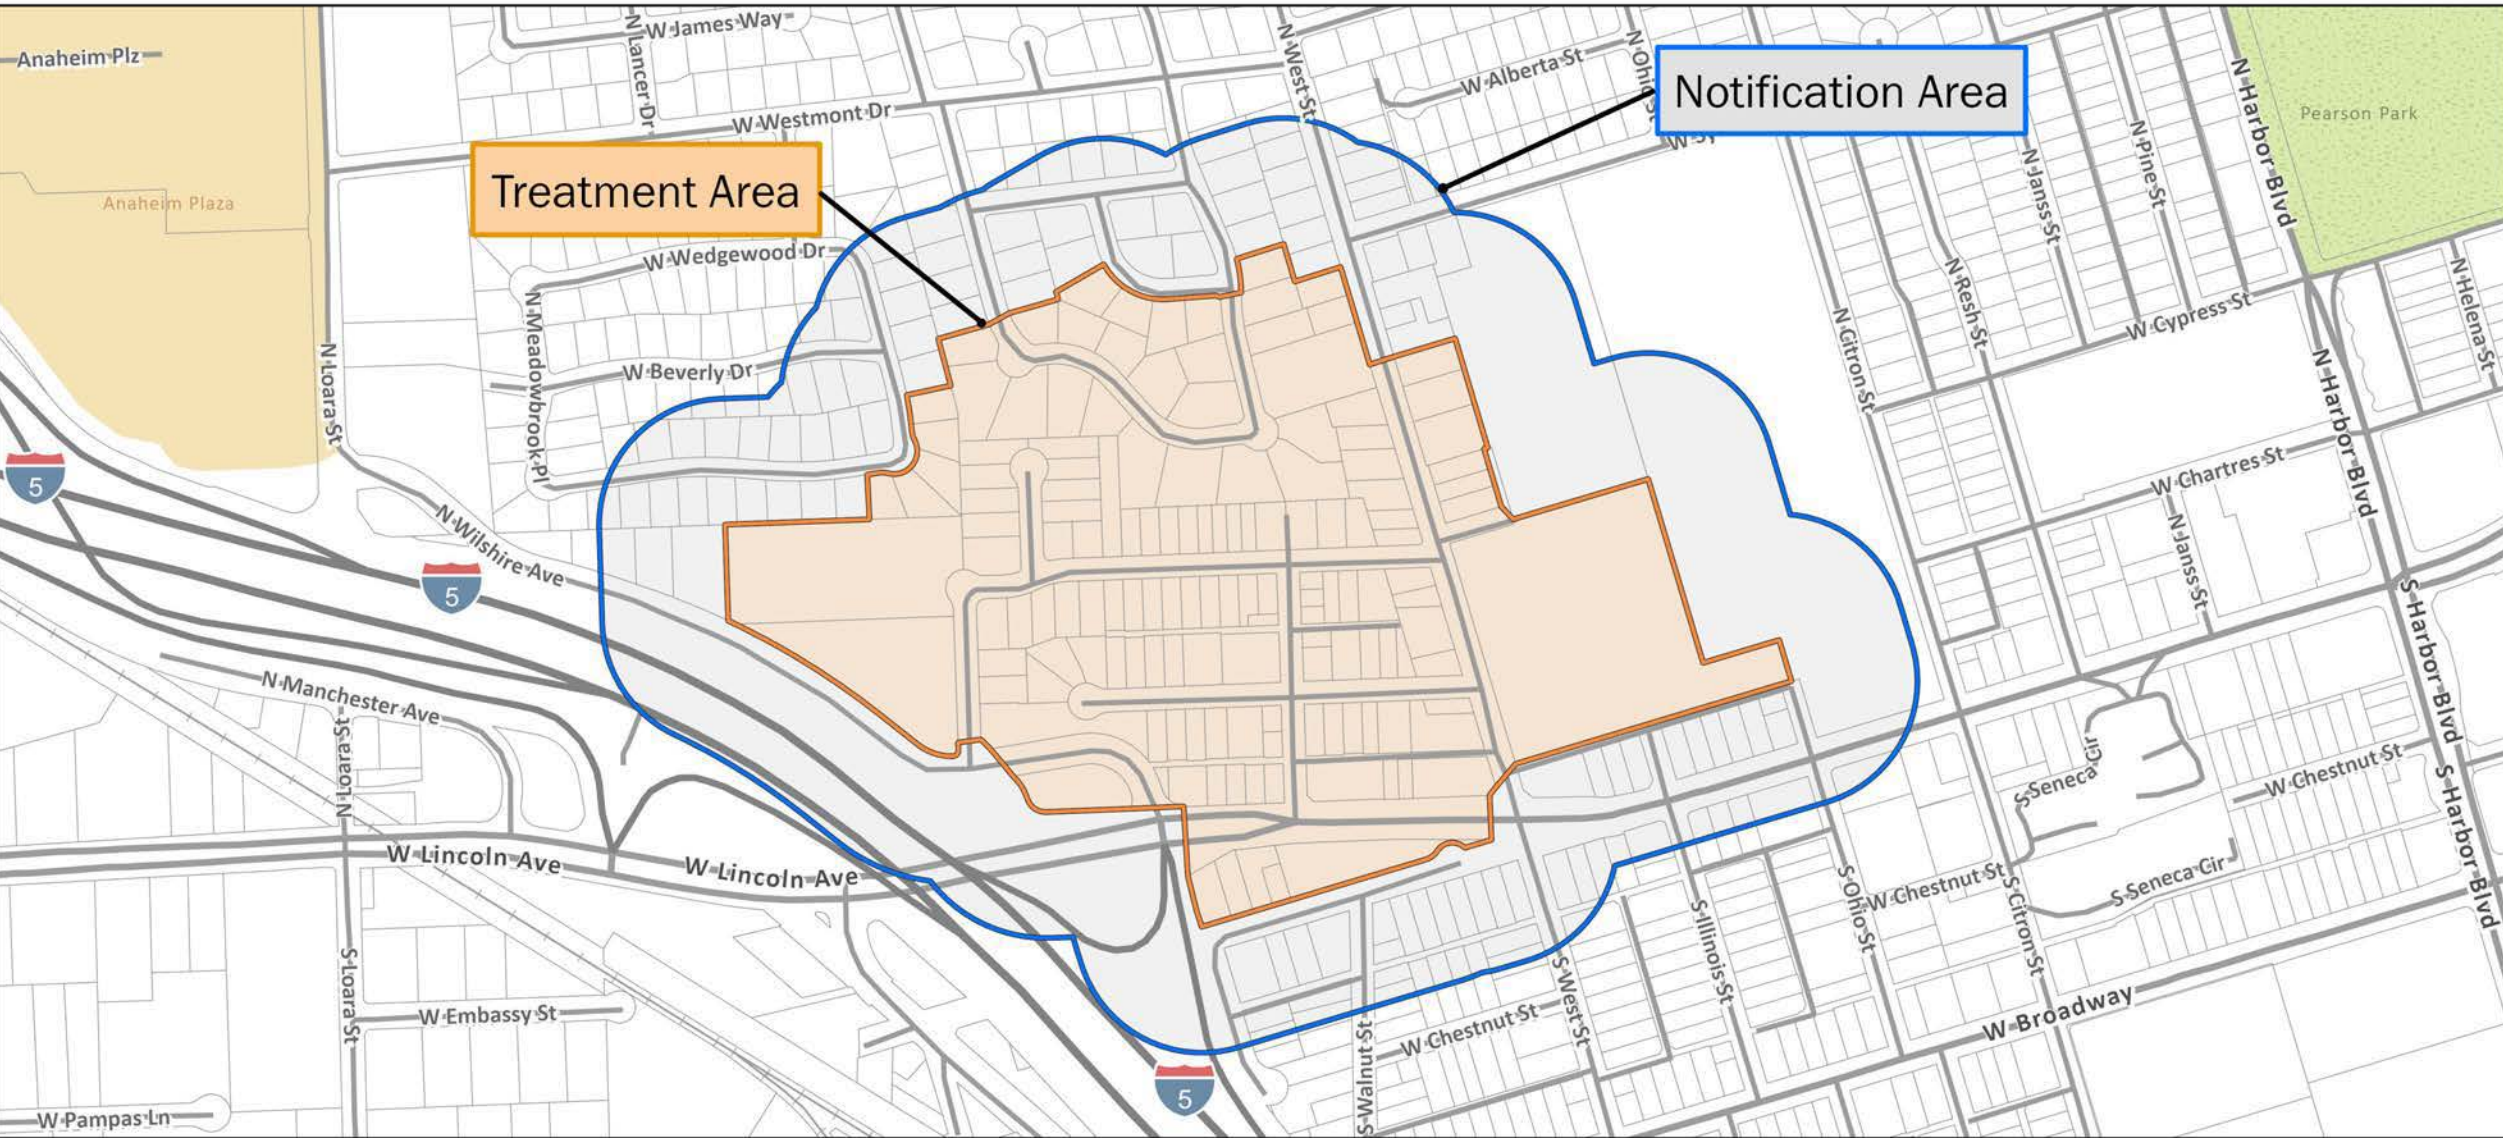 Anaheim Plz
N Lancer Dr
W James Way
N West St
W Alberta St
N Ohio St
Notification Area
N Harbor Blvd
Pearson Park
W Westmont Dr
N Pine St
N Janss St
Treatment Area
Anaheim Plaza
W Wedgewood Dr
N Resh St
N Helena St
N Meadowbrook Pl
N Loara St
W Beverly Dr
N Citron St
W Cypress St
N Harbor Blvd
5
W Chartres St
N Wilshire Ave
N Janss St
5
S Harbor Blvd
N Manchester Ave
N Loara St
S Seneca Cir
W Chestnut St
S Harbor Blvd
W Lincoln Ave
W Lincoln Ave
S Ohio St
W Chestnut St
S Citron St
S Seneca Cir
S Illinois St
S Loara St
S West St
W Embassy St
W Chestnut St
W Broadway
S Walnut St
5
W Pampas Ln